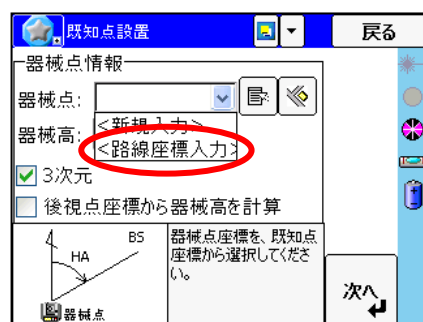 既知点設置
戻る
器械点情報
器械点:
<新規入力>
器械高:
<路線座標入力>
3次元
後視点座標から器械高を計算
BS
HA
器械点
器械点座標を、既知点
座標から選択してくださ
い。
次へ